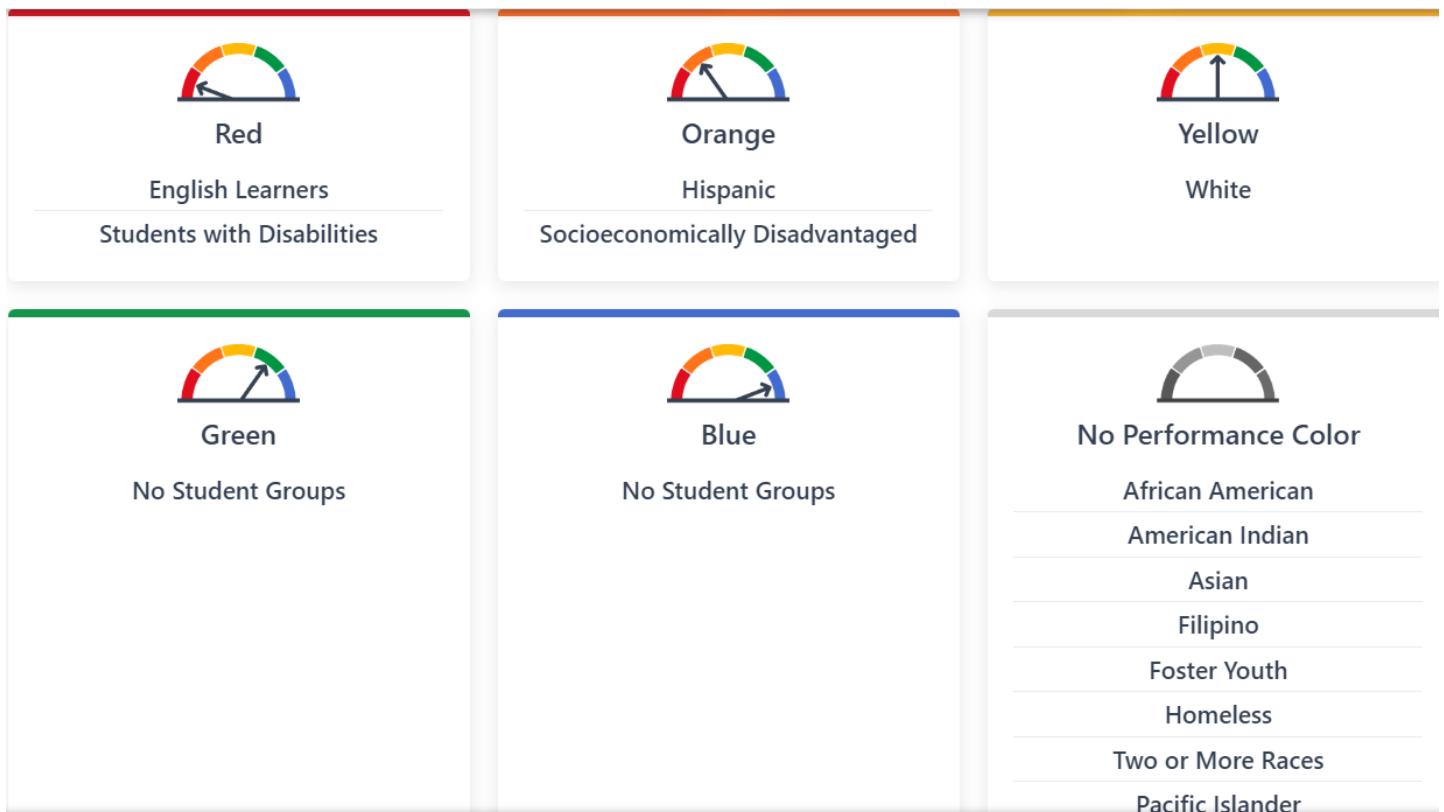 Red
English Learners
Students with Disabilities
Orange
Hispanic
Socioeconomically Disadvantaged
Yellow
White
Green
No Student Groups
Blue
No Student Groups
No Performance Color
African American
American Indian
Asian
Filipino
Foster Youth
Homeless
Two or More Races
Pacific Islander